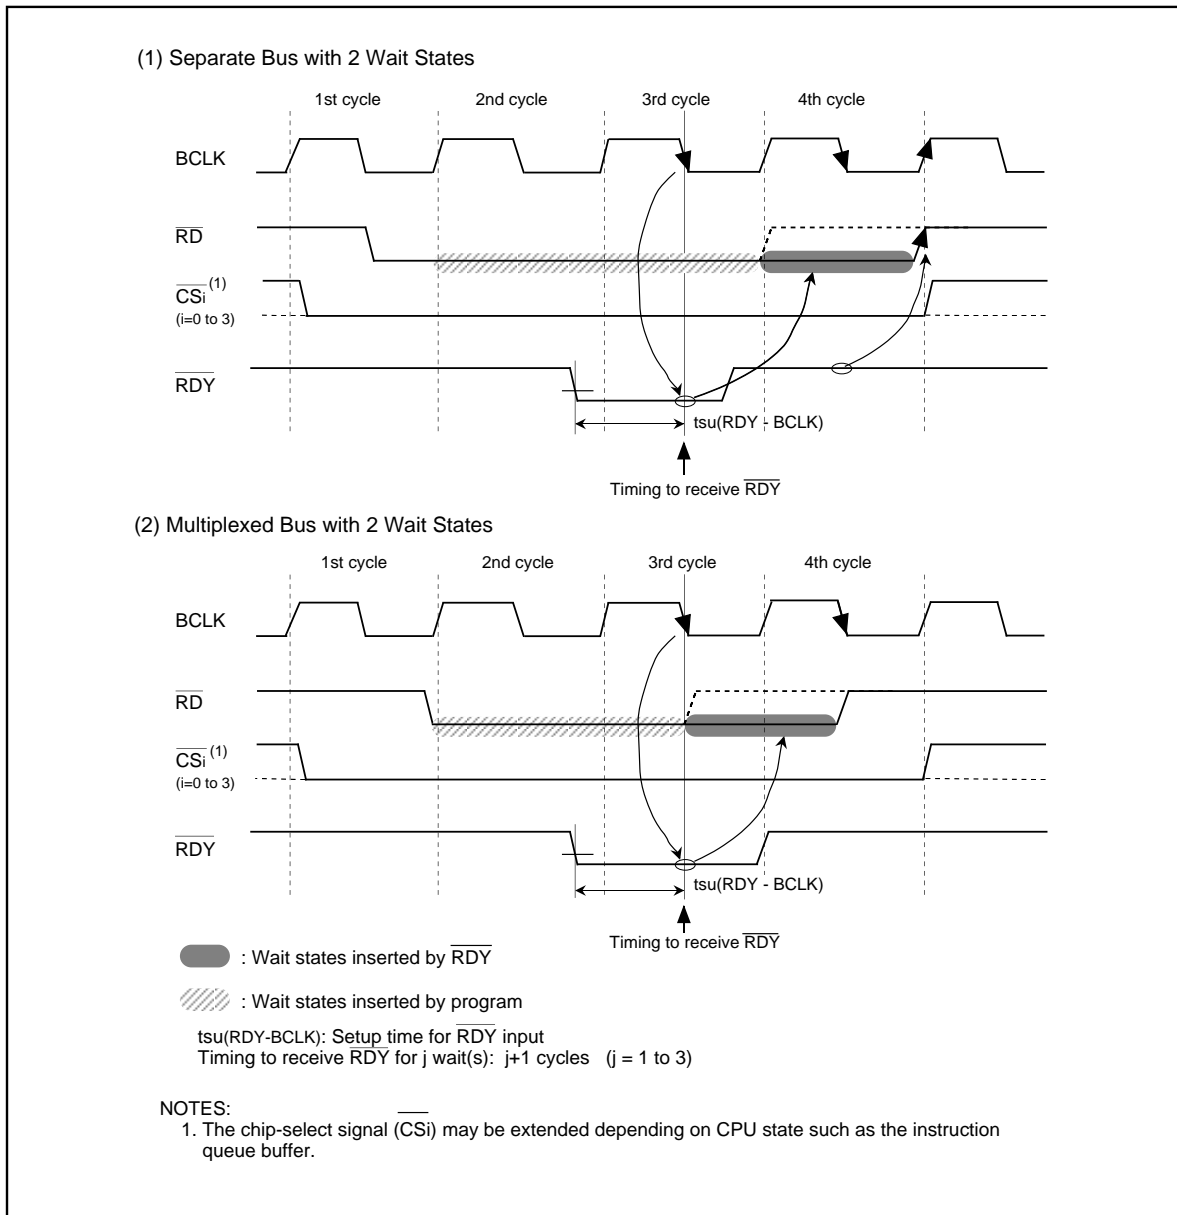 (1) Separate Bus with 2 Wait States
1st cycle 2nd cycle 3rd cycle 4th cycle
BCLK
RD
CSi (1)
(i=0 to 3)
RDY
tsu(RDY - BCLK)
Timing to receive RDY
(2) Multiplexed Bus with 2 Wait States
1st cycle 2nd cycle 3rd cycle 4th cycle
BCLK
RD
CSi (1)
(i=0 to 3)
RDY
tsu(RDY - BCLK)
Timing to receive RDY
: Wait states inserted by RDY
: Wait states inserted by program
tsu(RDY-BCLK): Setup time for RDY input
Timing to receive RDY for j wait(s): j+1 cycles (j = 1 to 3)
NOTES:
1. The chip-select signal (CSi) may be extended depending on CPU state such as the instruction
queue buffer.